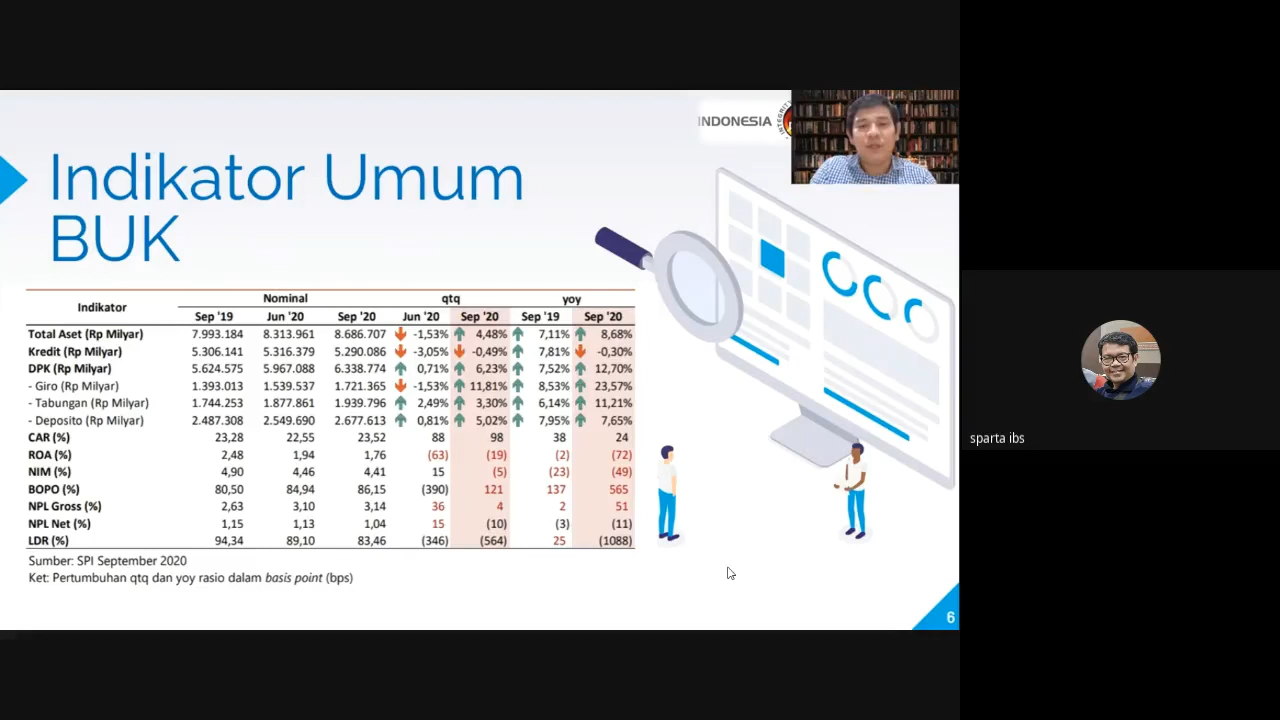 INDONESIA
INTEGRITY
Indikator Umum
BUK
Indikator Nominal qtq yoy
Sep '19 Jun '20 Sep '20 Jun '20 Sep '20 Sep '19 Sep '20
Total Aset (Rp Milyar) 7.993.184 8.313.961 8.686.707 -1,53% 4,48% 7,11% 8,68%
Kredit (Rp Milyar) 5.306.141 5.316.379 5.290.086 -3,05% -0,49% 7,81% -0,30%
DPK (Rp Milyar) 5.624.575 5.967.088 6.338.774 0,71% 6,23% 7,52% 12,70%
- Giro (Rp Milyar) 1.393.013 1.539.537 1.721.365 -1,53% 11,81% 8,53% 23,57%
- Tabungan (Rp Milyar) 1.744.253 1.877.861 1.939.796 2,49% 3,30% 6,14% 11,21%
- Deposito (Rp Milyar) 2.487.308 2.549.690 2.677.613 0,81% 5,02% 7,95% 7,65%
CAR (%) 23,28 22,55 23,52 88 98 38 24
ROA (%) 2,48 1,94 1,76 (63) (19) (2) (72)
NIM (%) 4,90 4,46 4,41 15 (5) (23) (49)
BOPO (%) 80,50 84,94 86,15 (390) 121 137 565
NPL Gross (%) 2,63 3,10 3,14 36 4 2 51
NPL Net (%) 1,15 1,13 1,04 15 (10) (3) (11)
LDR (%) 94,34 89,10 83,46 (346) (564) 25 (1088)
Sumber: SPI September 2020
Ket: Pertumbuhan qtq dan yoy rasio dalam basis point (bps)
6
sparta ibs